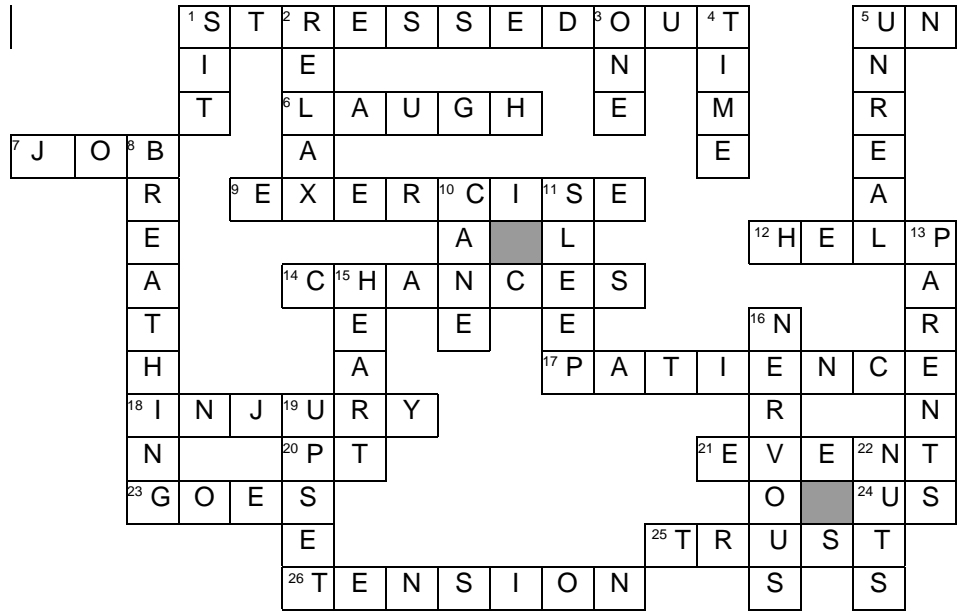 1 S T 2 R E S S E D 3 O U 4 T 5 U N
I E N I N
T 6 L A U G H E M R
7 J O 8 B A E E
R 9 E X E R 10 C I 11 S E A
E A L 12 H E L 13 P
A 14 C 15 H A N C E S A
T E E E 16 N R
H A 17 P A T I E N C E
18 I N J 19 U R Y R N
N 20 P T 21 E V E 22 N T
23 G O E S O 24 U S
E 25 T R U S T
26 T E N S I O N S S